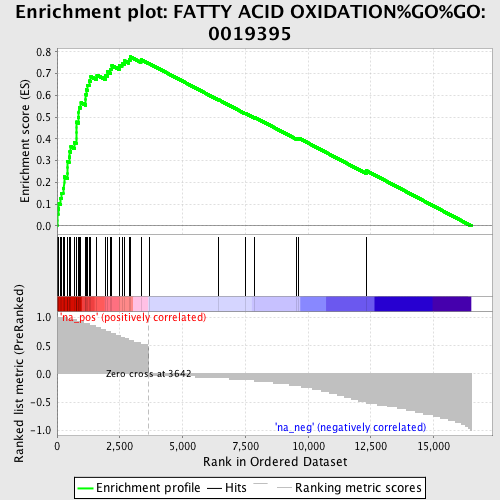 Enrichment plot: FATTY ACID OXIDATION%GO%GO:
0019395
Enrichment score (ES)
0.8
0.7
0.6
0.5
0.4
0.3
0.2
0.1
0.0
Ranked list metric (PreRanked)
1.0
0.5
0.0
-0.5
-1.0
'na_pos' (positively correlated)
Zero cross at 3642
'na_neg' (negatively correlated)
0 2,500 5,000 7,500 10,000 12,500 15,000
Rank in Ordered Dataset
Enrichment profile Hits Ranking metric scores